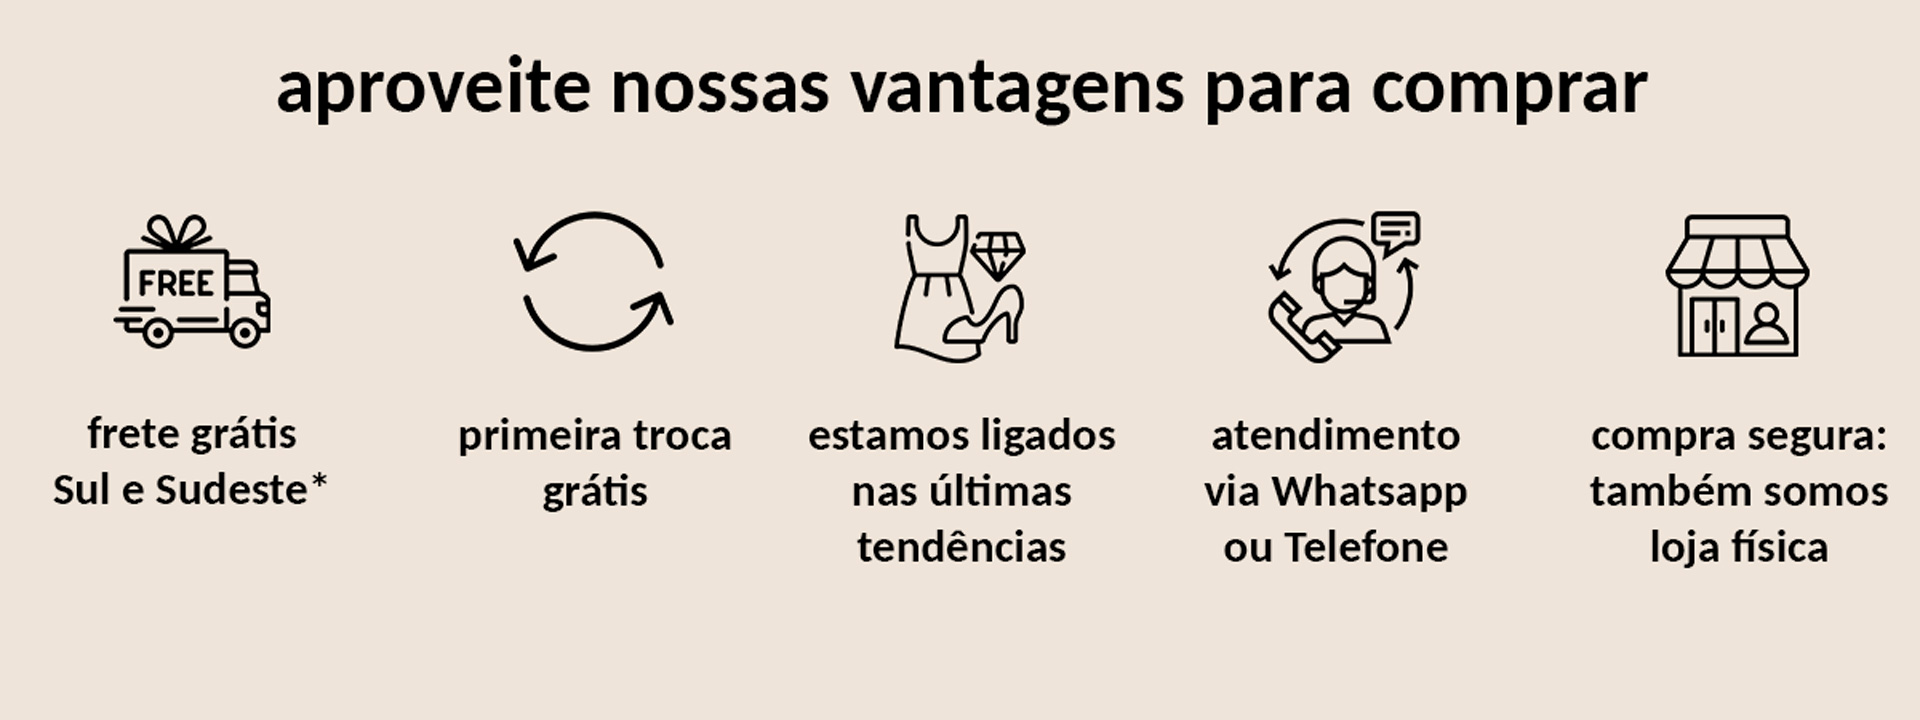 aproveite nossas vantagens para comprar
FREE
frete grátis
Sul e Sudeste*
primeira troca
grátis
estamos ligados
nas últimas
tendências
atendimento
via Whatsapp
ou Telefone
compra segura:
também somos
loja física